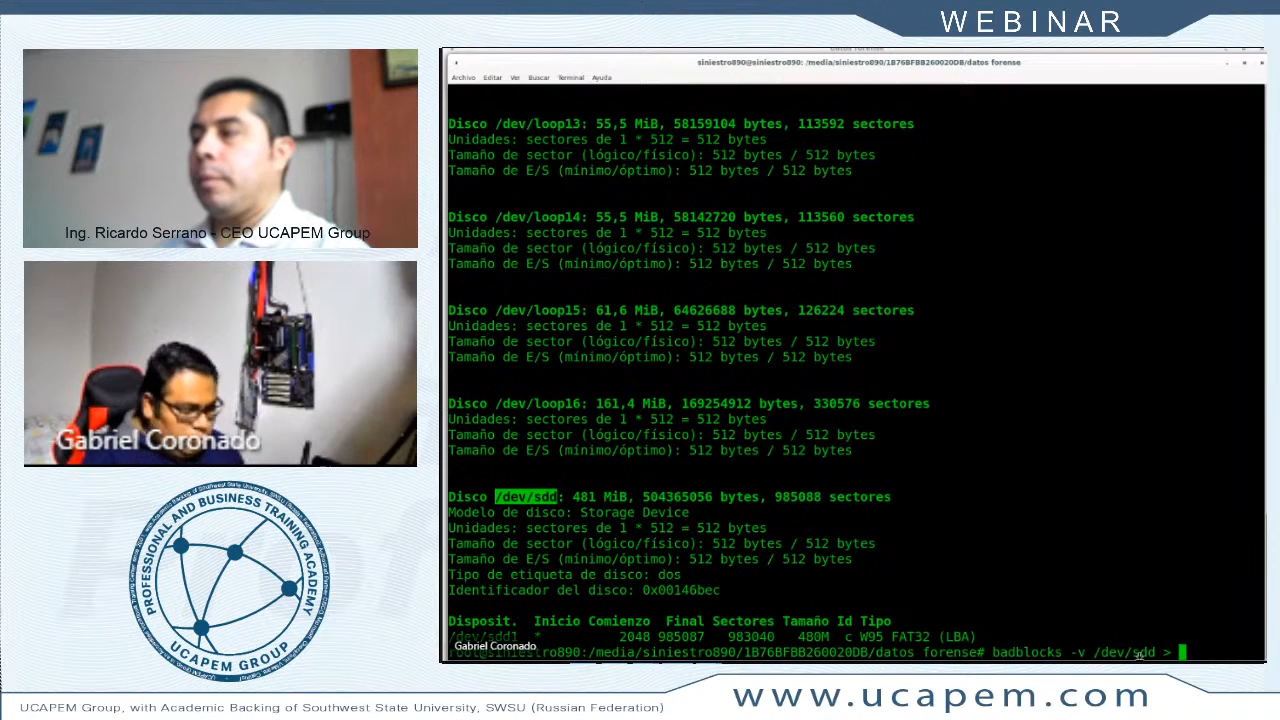 WEBINAR
Ing. Ricardo Serrano - CEO UCAPEM Group
Gabriel Coronado
PROFESSIONAL AND BUSINESS TRAINING ACADEMY
UCAPEM GROUP
siniestro890@siniestro890: /media/siniestro890/1B76BFBB260020DB/datos forense
Archivo Editar Ver Buscar Terminal Ayuda
Disco /dev/loop13: 55,5 MiB, 58159104 bytes, 113592 sectores
Unidades: sectores de 1 * 512 = 512 bytes
Tamaño de sector (lógico/físico): 512 bytes / 512 bytes
Tamaño de E/S (mínimo/óptimo): 512 bytes / 512 bytes
Disco /dev/loop14: 55,5 MiB, 58142720 bytes, 113560 sectores
Unidades: sectores de 1 * 512 = 512 bytes
Tamaño de sector (lógico/físico): 512 bytes / 512 bytes
Tamaño de E/S (mínimo/óptimo): 512 bytes / 512 bytes
Disco /dev/loop15: 61,6 MiB, 64626688 bytes, 126224 sectores
Unidades: sectores de 1 * 512 = 512 bytes
Tamaño de sector (lógico/físico): 512 bytes / 512 bytes
Tamaño de E/S (mínimo/óptimo): 512 bytes / 512 bytes
Disco /dev/loop16: 161,4 MiB, 169254912 bytes, 330576 sectores
Unidades: sectores de 1 * 512 = 512 bytes
Tamaño de sector (lógico/físico): 512 bytes / 512 bytes
Tamaño de E/S (mínimo/óptimo): 512 bytes / 512 bytes
Disco /dev/sdd: 481 MiB, 504365056 bytes, 985088 sectores
Modelo de disco: Storage Device
Unidades: sectores de 1 * 512 = 512 bytes
Tamaño de sector (lógico/físico): 512 bytes / 512 bytes
Tamaño de E/S (mínimo/óptimo): 512 bytes / 512 bytes
Tipo de etiqueta de disco: dos
Identificador del disco: 0x00146bec
Disposit. Inicio Comienzo Final Sectores Tamaño Id Tipo
/dev/sdd1 * 2048 985087 983040 480M c W95 FAT32 (LBA)
Gabriel Coronado
root@siniestro890:/media/siniestro890/1B76BFBB260020DB/datos forense# badblocks -v /dev/sdd >
UCAPEM Group, with Academic Backing of Southwest State University, SWSU (Russian Federation)
www.ucapem.com